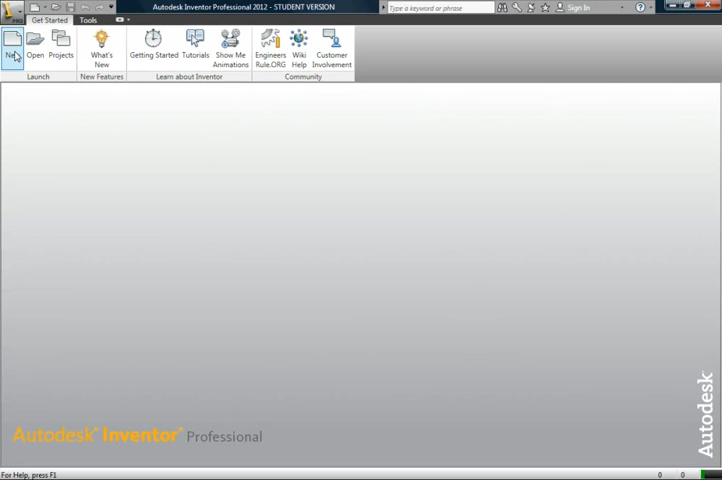 Autodesk Inventor Professional 2012 - STUDENT VERSION
Type a keyword or phrase
Sign In
PRO
Get Started
Tools
New
Open
Projects
What's
New
Getting Started
Tutorials
Show Me
Animations
Engineers
Rule.ORG
Wiki
Help
Customer
Involvement
Launch
New Features
Learn about Inventor
Community
Autodesk® Inventor® Professional
Autodesk
For Help, press F1
0
0